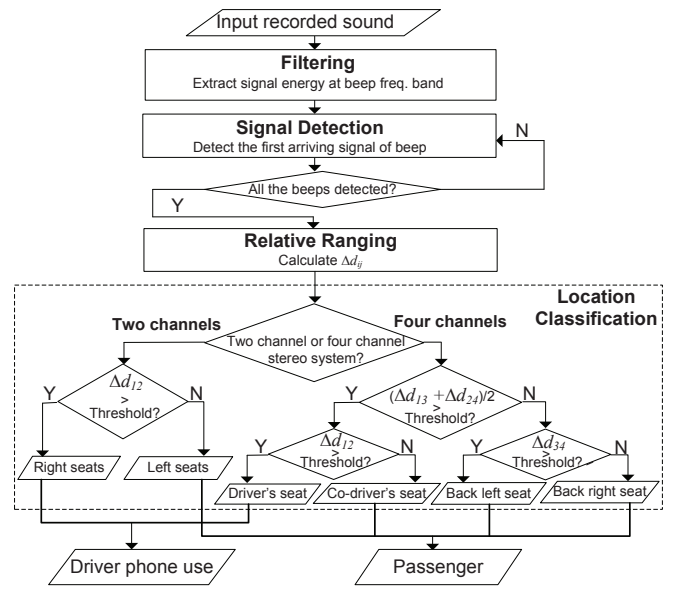 Input recorded sound
Filtering
Extract signal energy at beep freq. band
Signal Detection
Detect the first arriving signal of beep
N
All the beeps detected?
Y
Relative Ranging
Calculate Δd_ij
Location
Classification
Two channels
Four channels
Two channel or four channel
stereo system?
Y
Δd_12
>
Threshold?
N
Y
(Δd_13 +Δd_24)/2
>
Threshold?
N
Right seats
Left seats
Y
Δd_12
>
Threshold?
N
Y
Δd_34
>
Threshold?
N
Driver's seat
Co-driver's seat
Back left seat
Back right seat
Driver phone use
Passenger